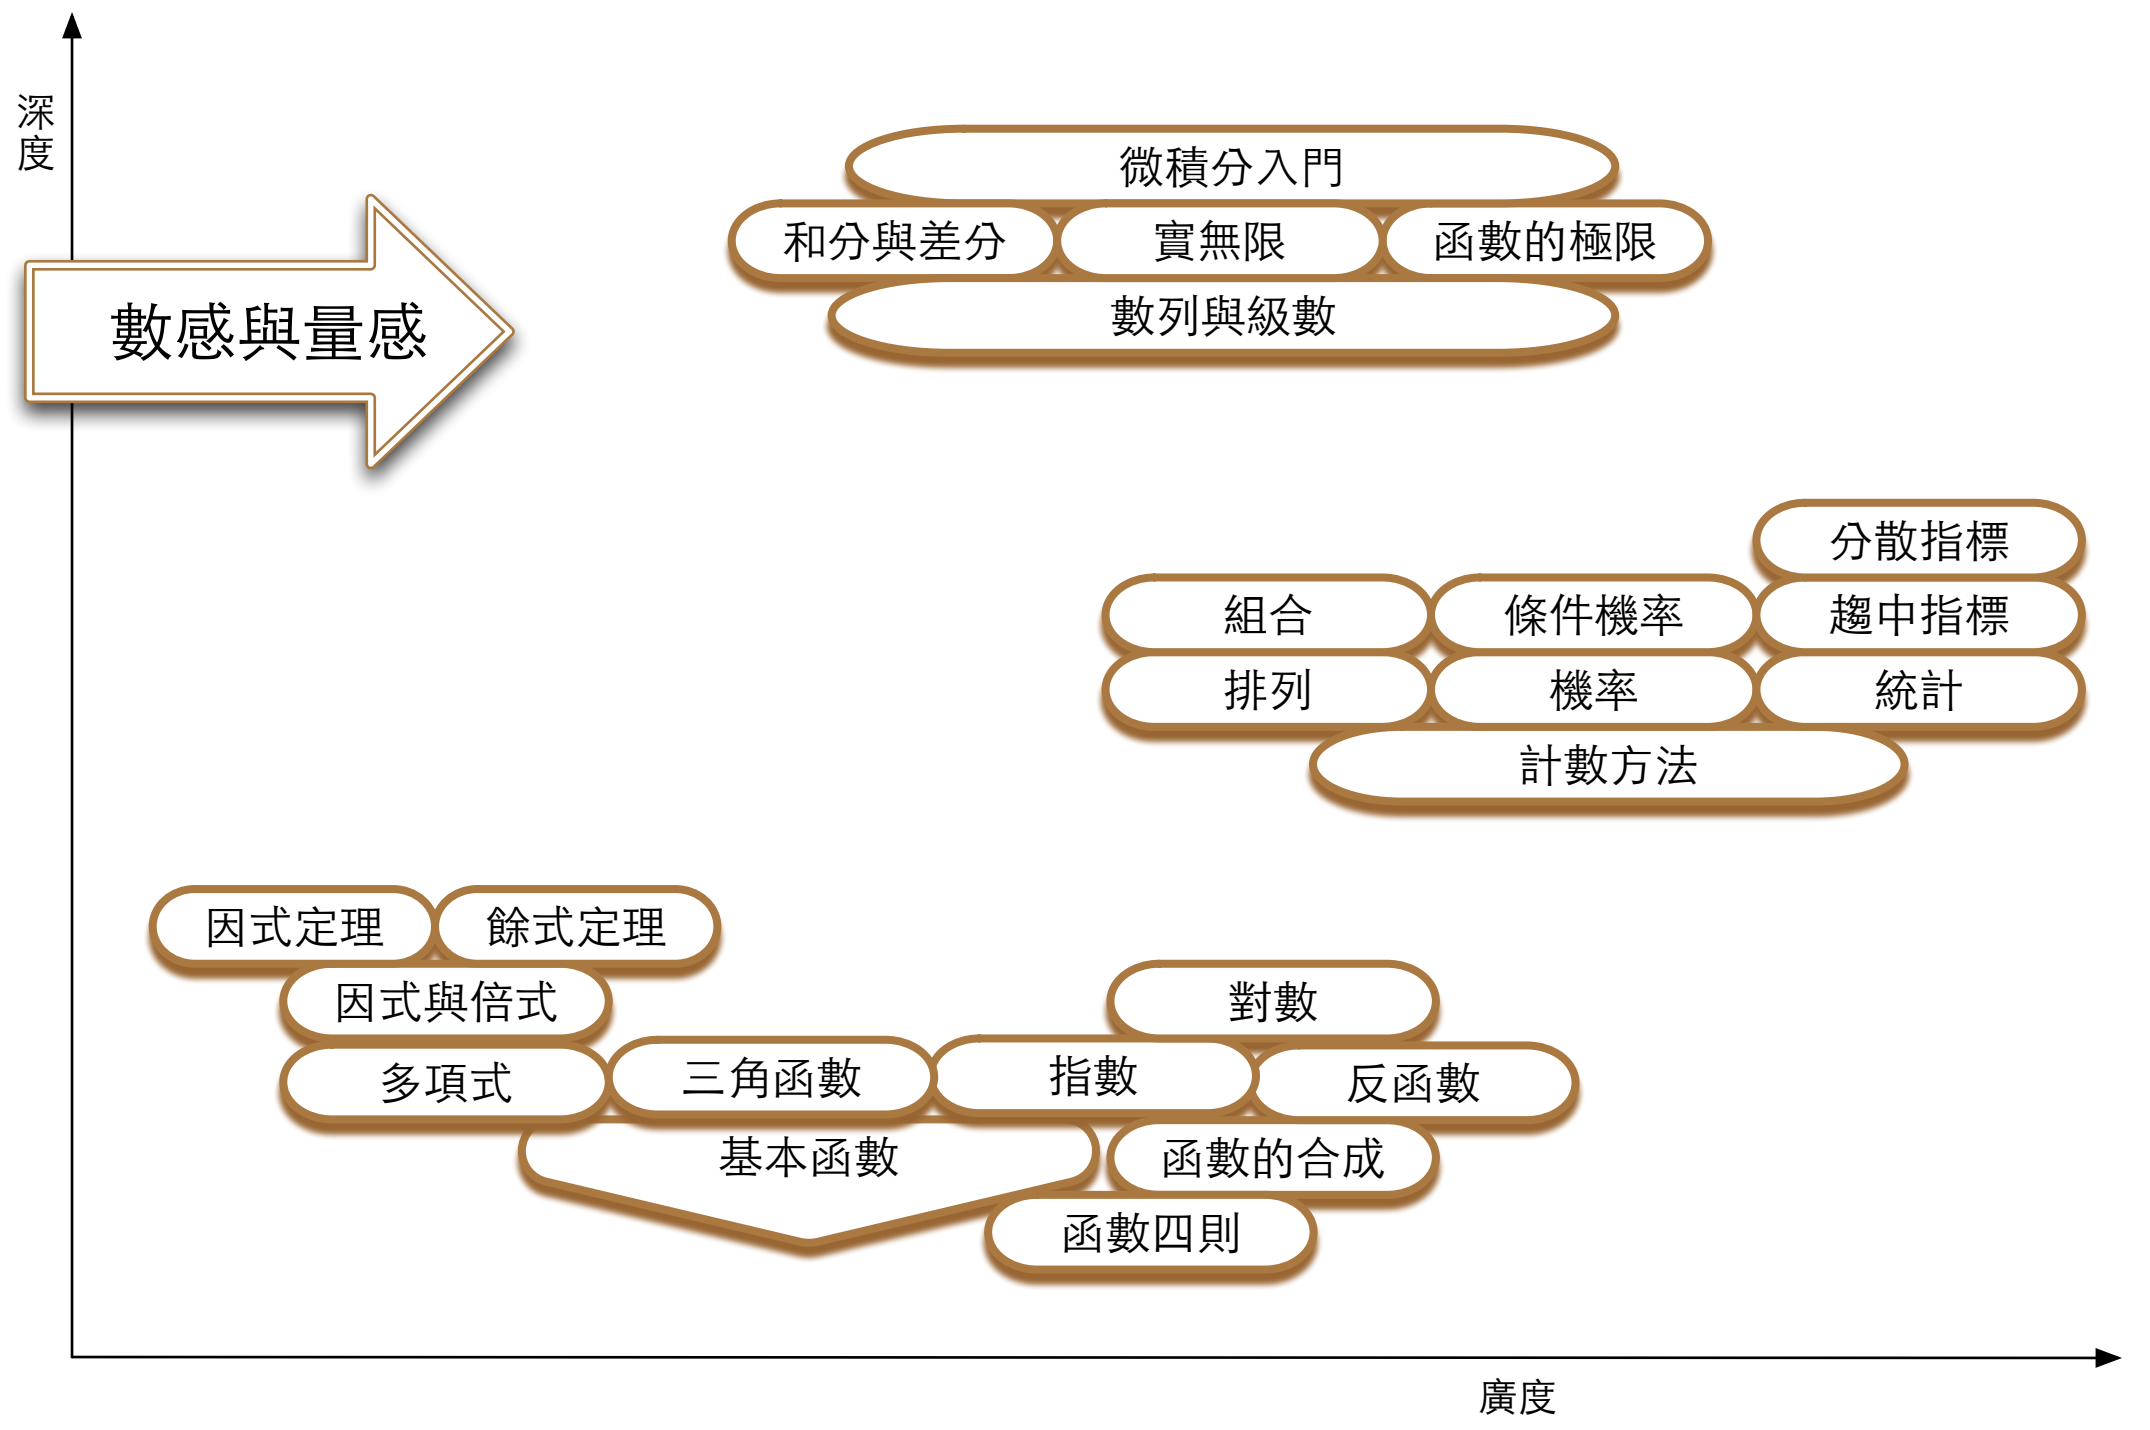 深度
微積分入門
和分與差分
實無限
函數的極限
數列與級數
數感與量感
分散指標
組合
條件機率
趨中指標
排列
機率
統計
計數方法
因式定理
餘式定理
因式與倍式
對數
多項式
三角函數
指數
反函數
基本函數
函數的合成
函數四則
廣度